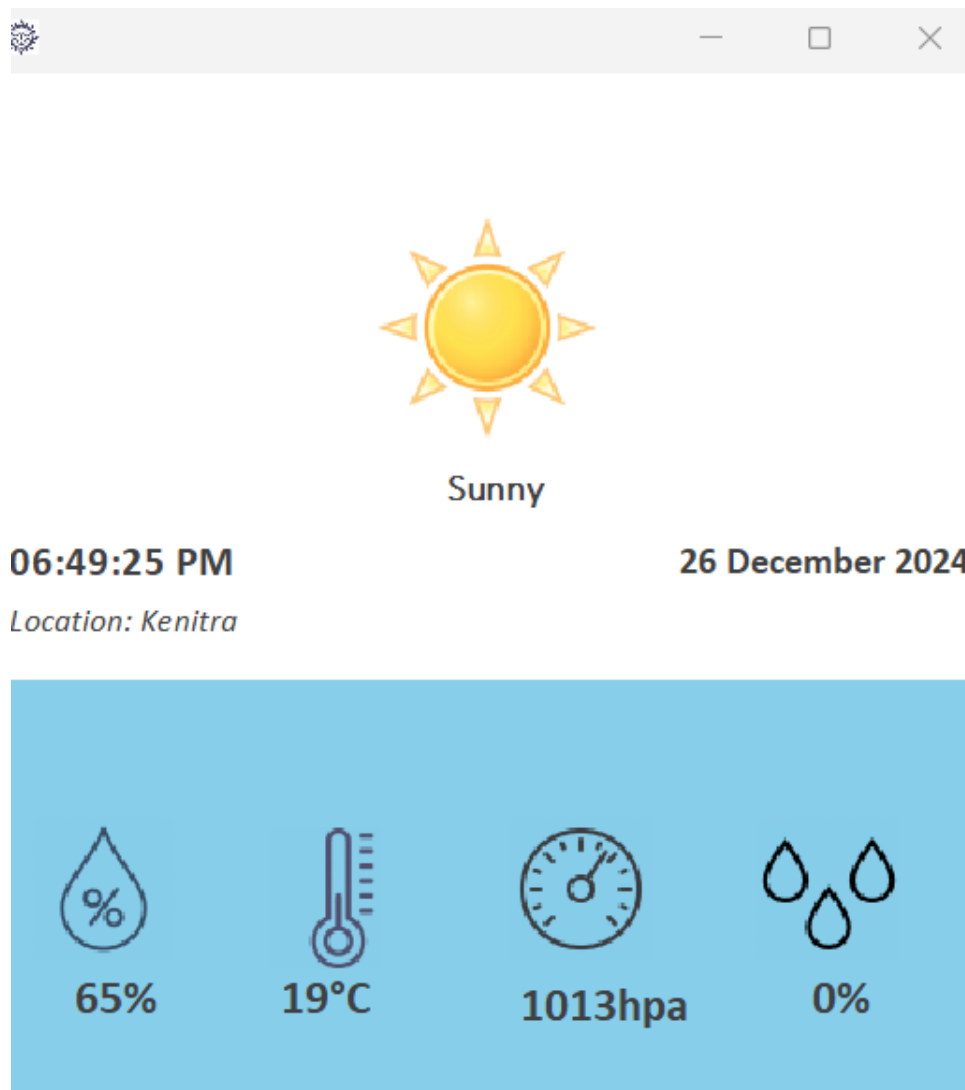 Sunny
06:49:25 PM 26 December 2024
Location: Kenitra
%
65% 19°C 1013hpa 0%